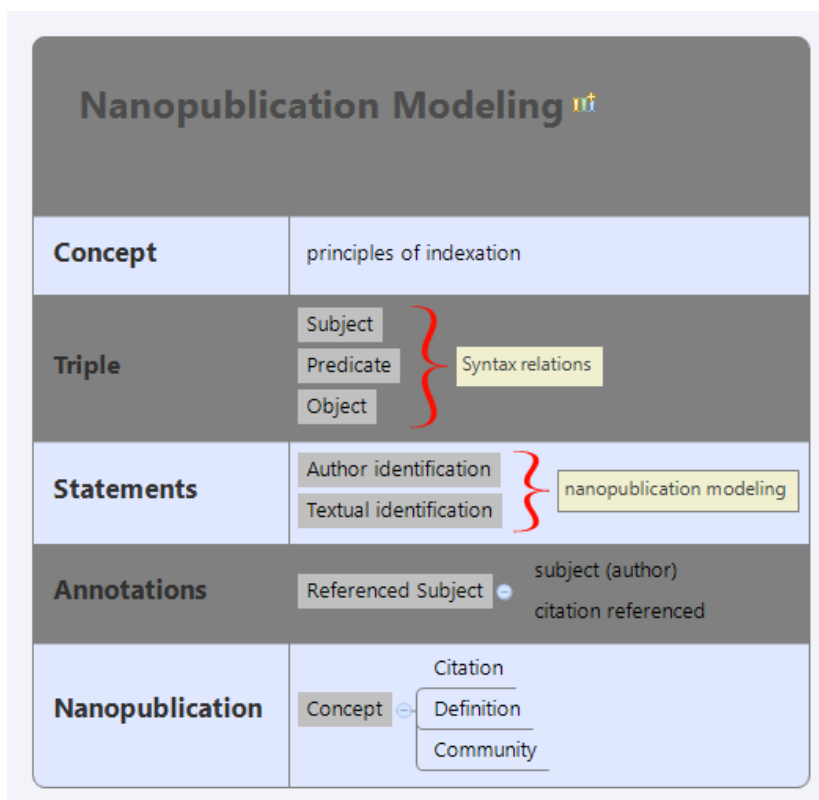 Nanopublication Modeling
Concept
principles of indexation
Triple
Subject
Predicate
Object
Syntax relations
Statements
Author identification
Textual identification
nanopublication modeling
Annotations
Referenced Subject
subject (author)
citation referenced
Nanopublication
Concept
Citation
Definition
Community